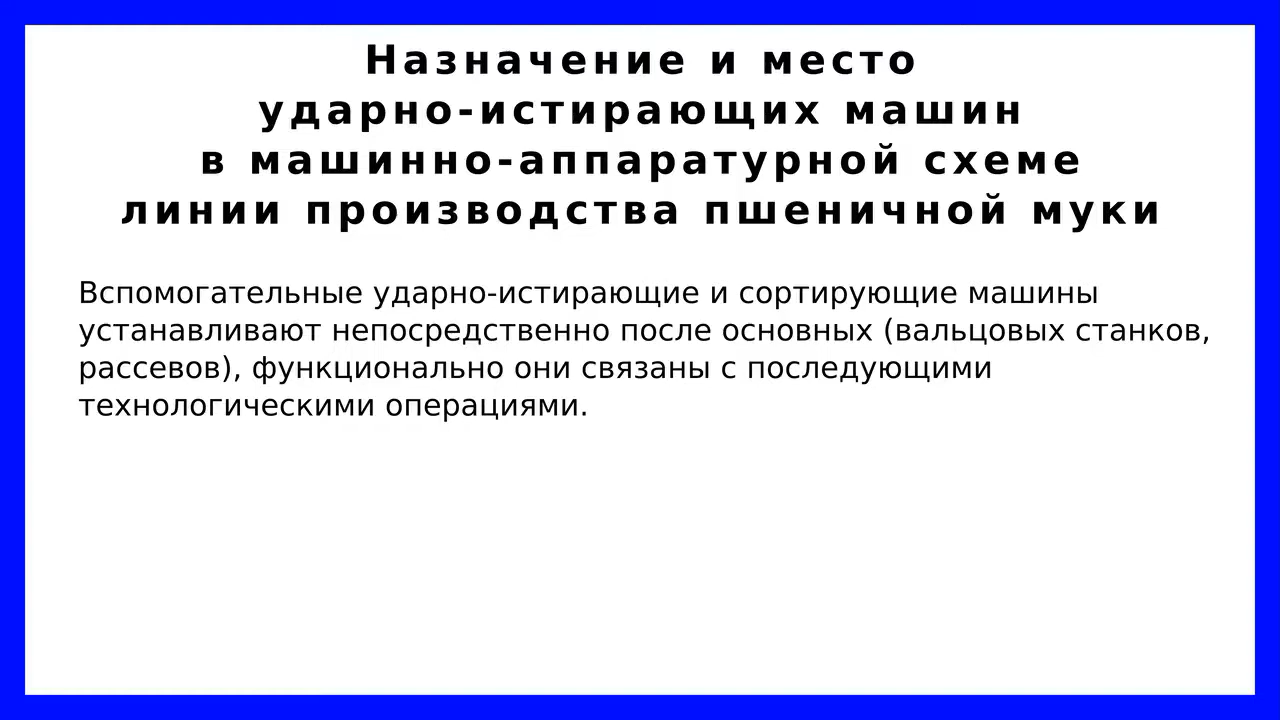 Назначение и место
ударно-истирающих машин
в машинно-аппаратурной схеме
линии производства пшеничной муки
Вспомогательные ударно-истирающие и сортирующие машины
устанавливают непосредственно после основных (вальцовых станков,
рассевов), функционально они связаны с последующими
технологическими операциями.